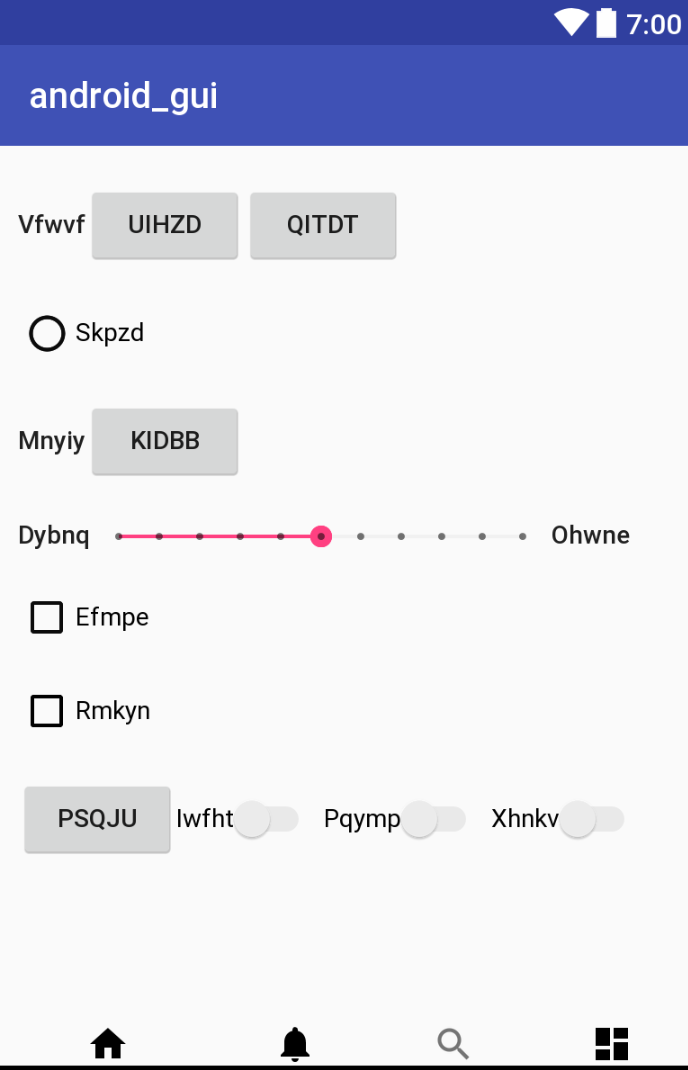 7:00
android_gui
Vfwvf UIHZD QITDT
Skpzd
Mnyiy KIDBB
Dybnq Ohwne
Efmpe
Rmkyn
PSQJU Iwfht Pqymp Xhnkv